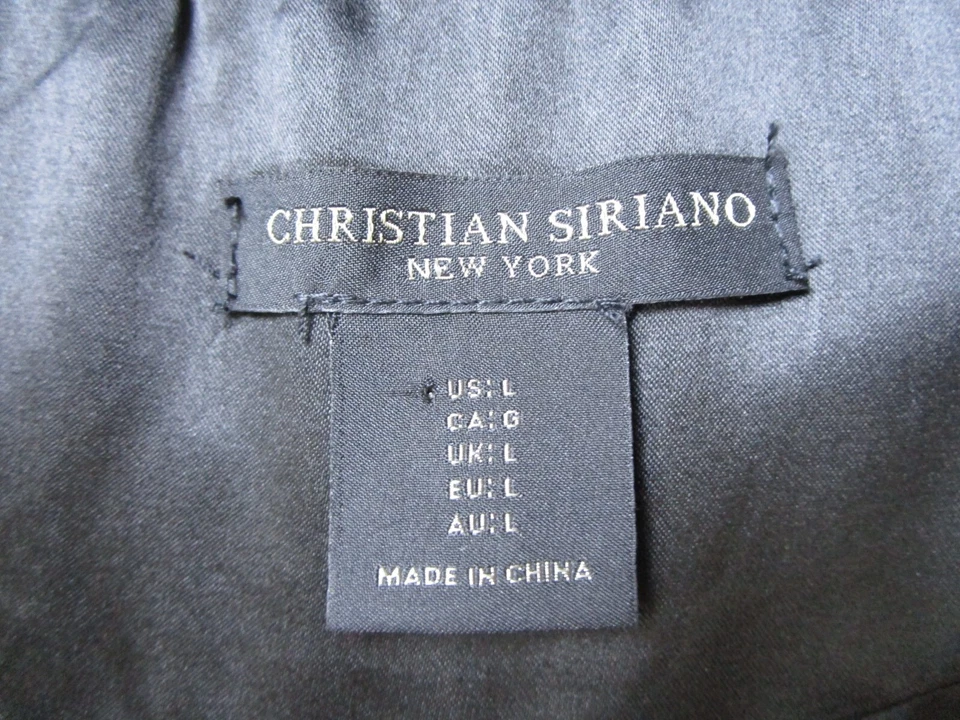 CHRISTIAN SIRIANO
NEW YORK
US: L
CA: G
UK: L
EU: L
AU: L
MADE IN CHINA